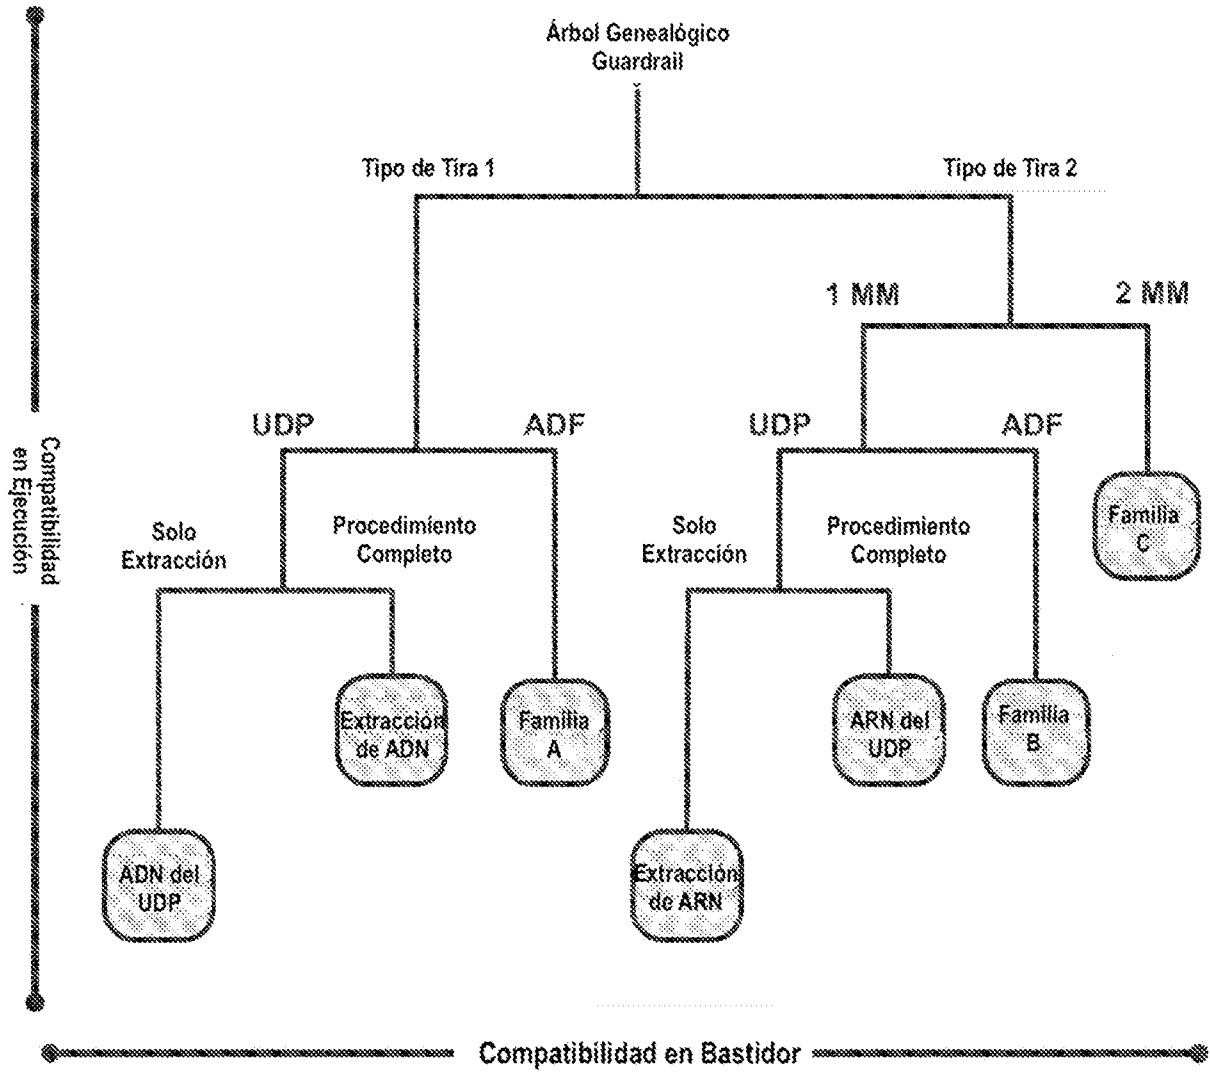 Árbol Genealógico
Guardrail
Tipo de Tira 1
Tipo de Tira 2
1 MM
2 MM
UDP
ADF
UDP
ADF
Familia
C
Solo
Extracción
Procedimiento
Completo
Solo
Extracción
Procedimiento
Completo
Compatibilidad
en Ejecución
Extracción
de ADN
Familia
A
ARN del
UDP
Familia
B
ADN del
UDP
Extracción
de ARN
Compatibilidad en Bastidor